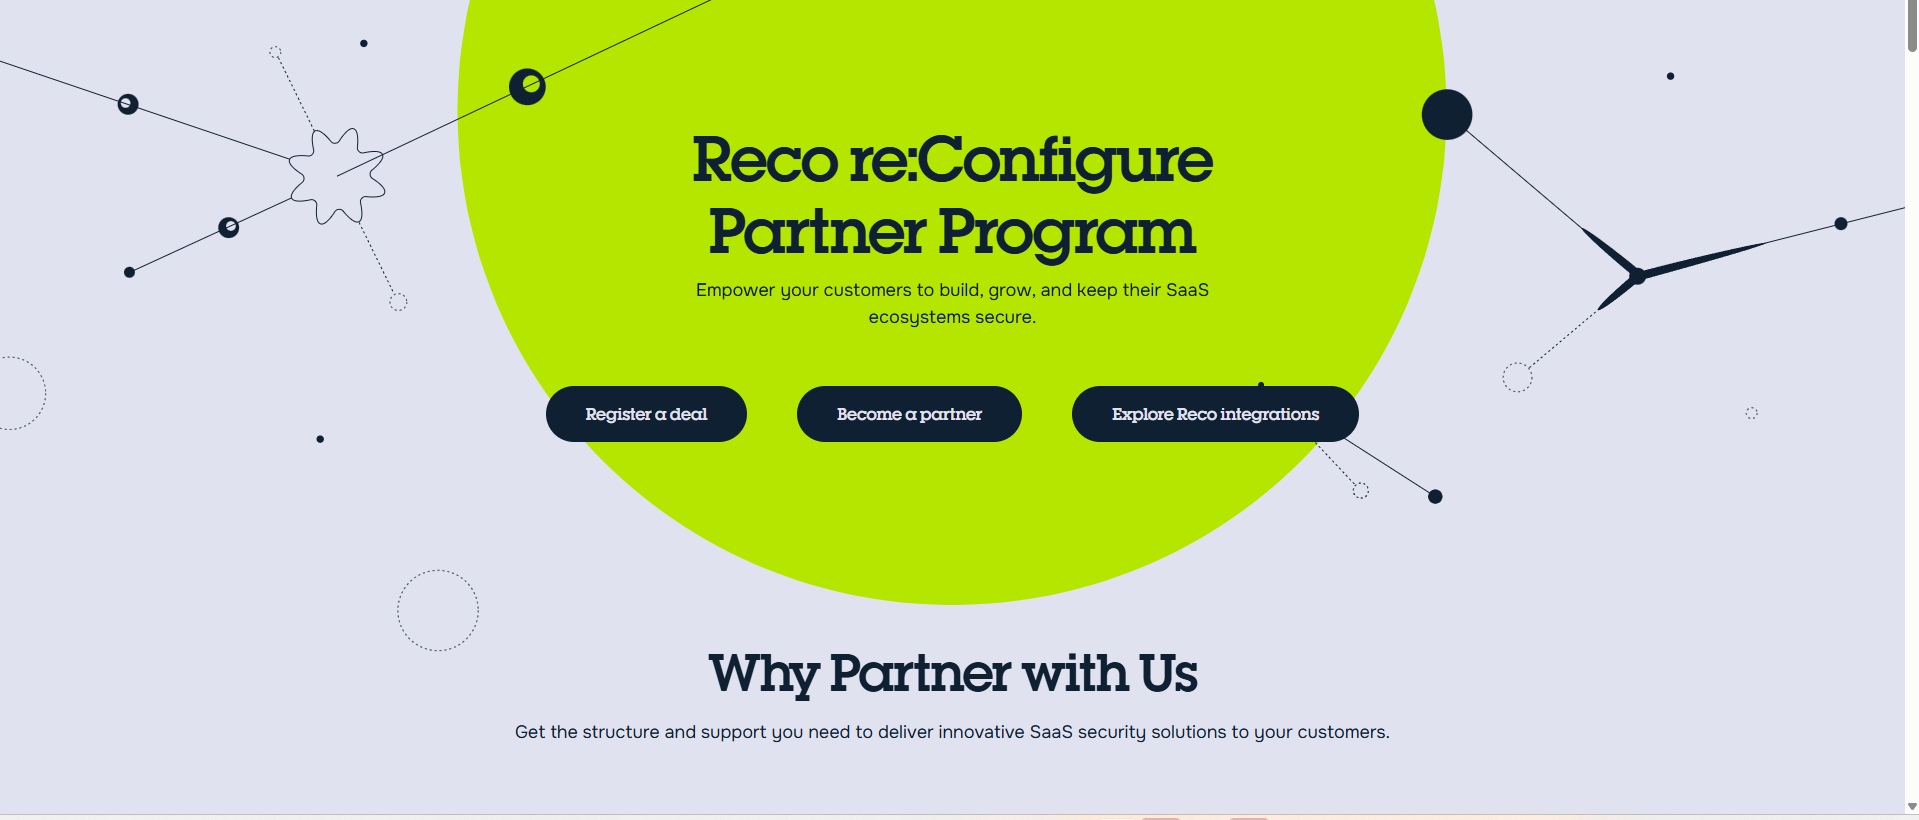 Reco re:Configure
Partner Program
Empower your customers to build, grow, and keep their SaaS
ecosystems secure.
Register a deal
Become a partner
Explore Reco integrations
Why Partner with Us
Get the structure and support you need to deliver innovative SaaS security solutions to your customers.